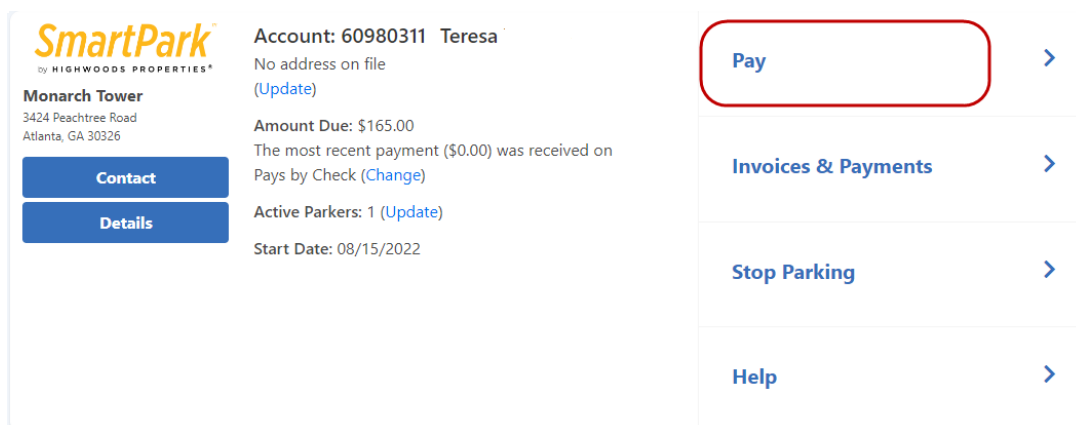 SmartPark™
by HIGHWOODS PROPERTIES®
Monarch Tower
3424 Peachtree Road
Atlanta, GA 30326
Contact
Details
Account: 60980311 Teresa
No address on file
(Update)
Amount Due: $165.00
The most recent payment ($0.00) was received on
Pays by Check (Change)
Active Parkers: 1 (Update)
Start Date: 08/15/2022
Pay
Invoices & Payments
Stop Parking
Help